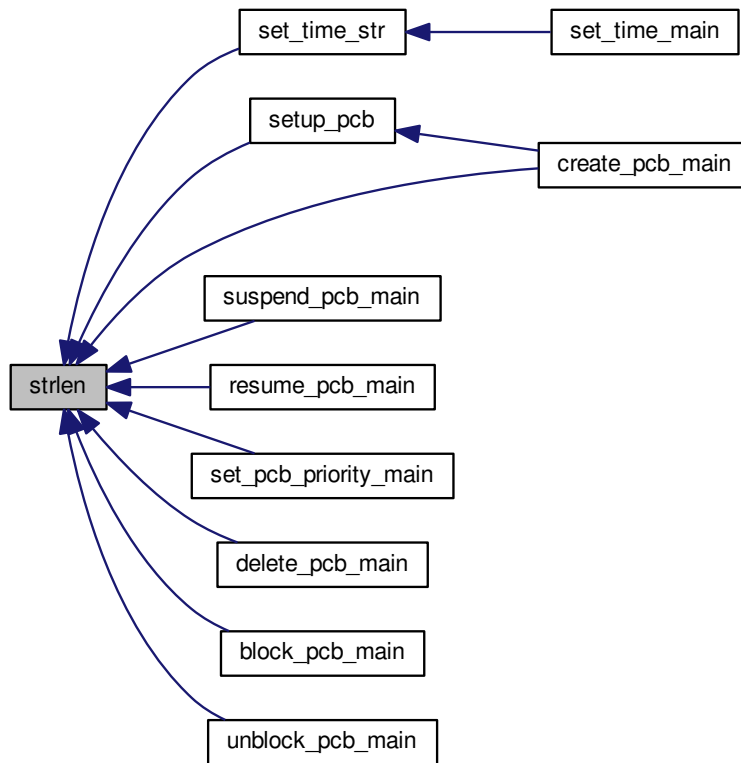 set_time_str
set_time_main
setup_pcb
create_pcb_main
suspend_pcb_main
strlen
resume_pcb_main
set_pcb_priority_main
delete_pcb_main
block_pcb_main
unblock_pcb_main